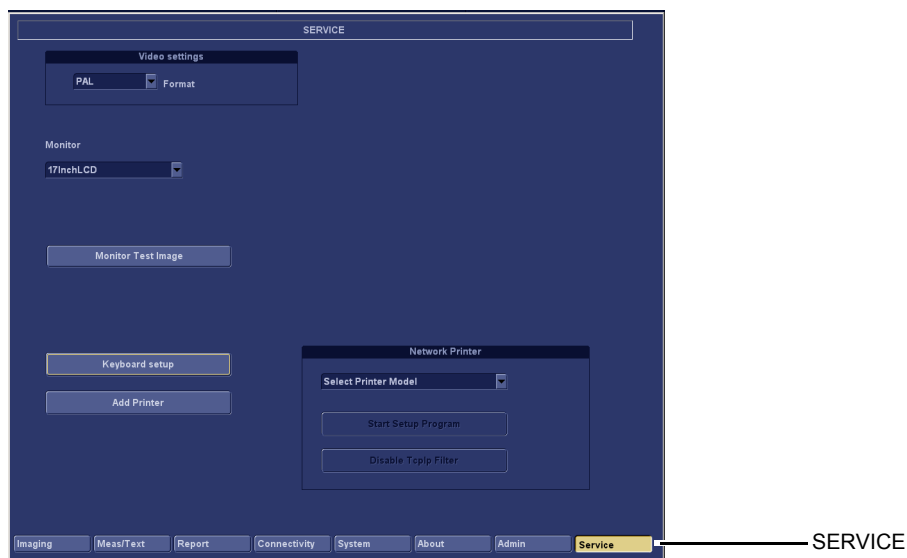 SERVICE
Video settings
PAL Format
Monitor
17InchLCD
Monitor Test Image
Keyboard setup
Add Printer
Network Printer
Select Printer Model
Start Setup Program
Disable TcpIp Filter
Imaging Meas/Text Report Connectivity System About Admin Service
SERVICE